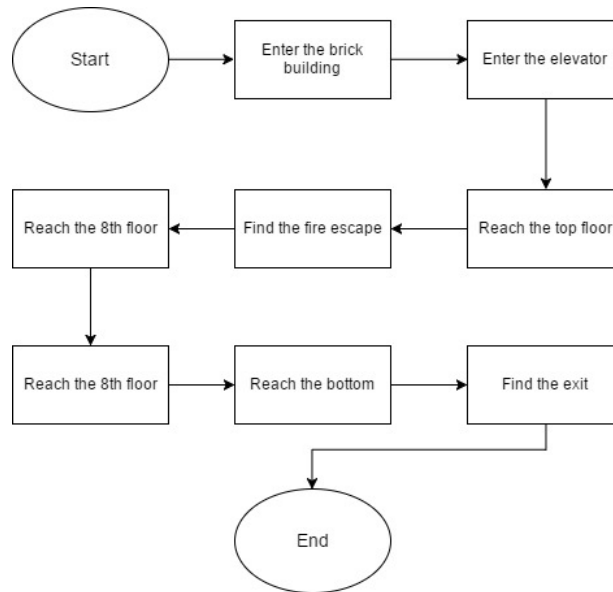 Start
Enter the brick
building
Enter the elevator
Reach the 8th floor
Find the fire escape
Reach the top floor
Reach the 8th floor
Reach the bottom
Find the exit
End